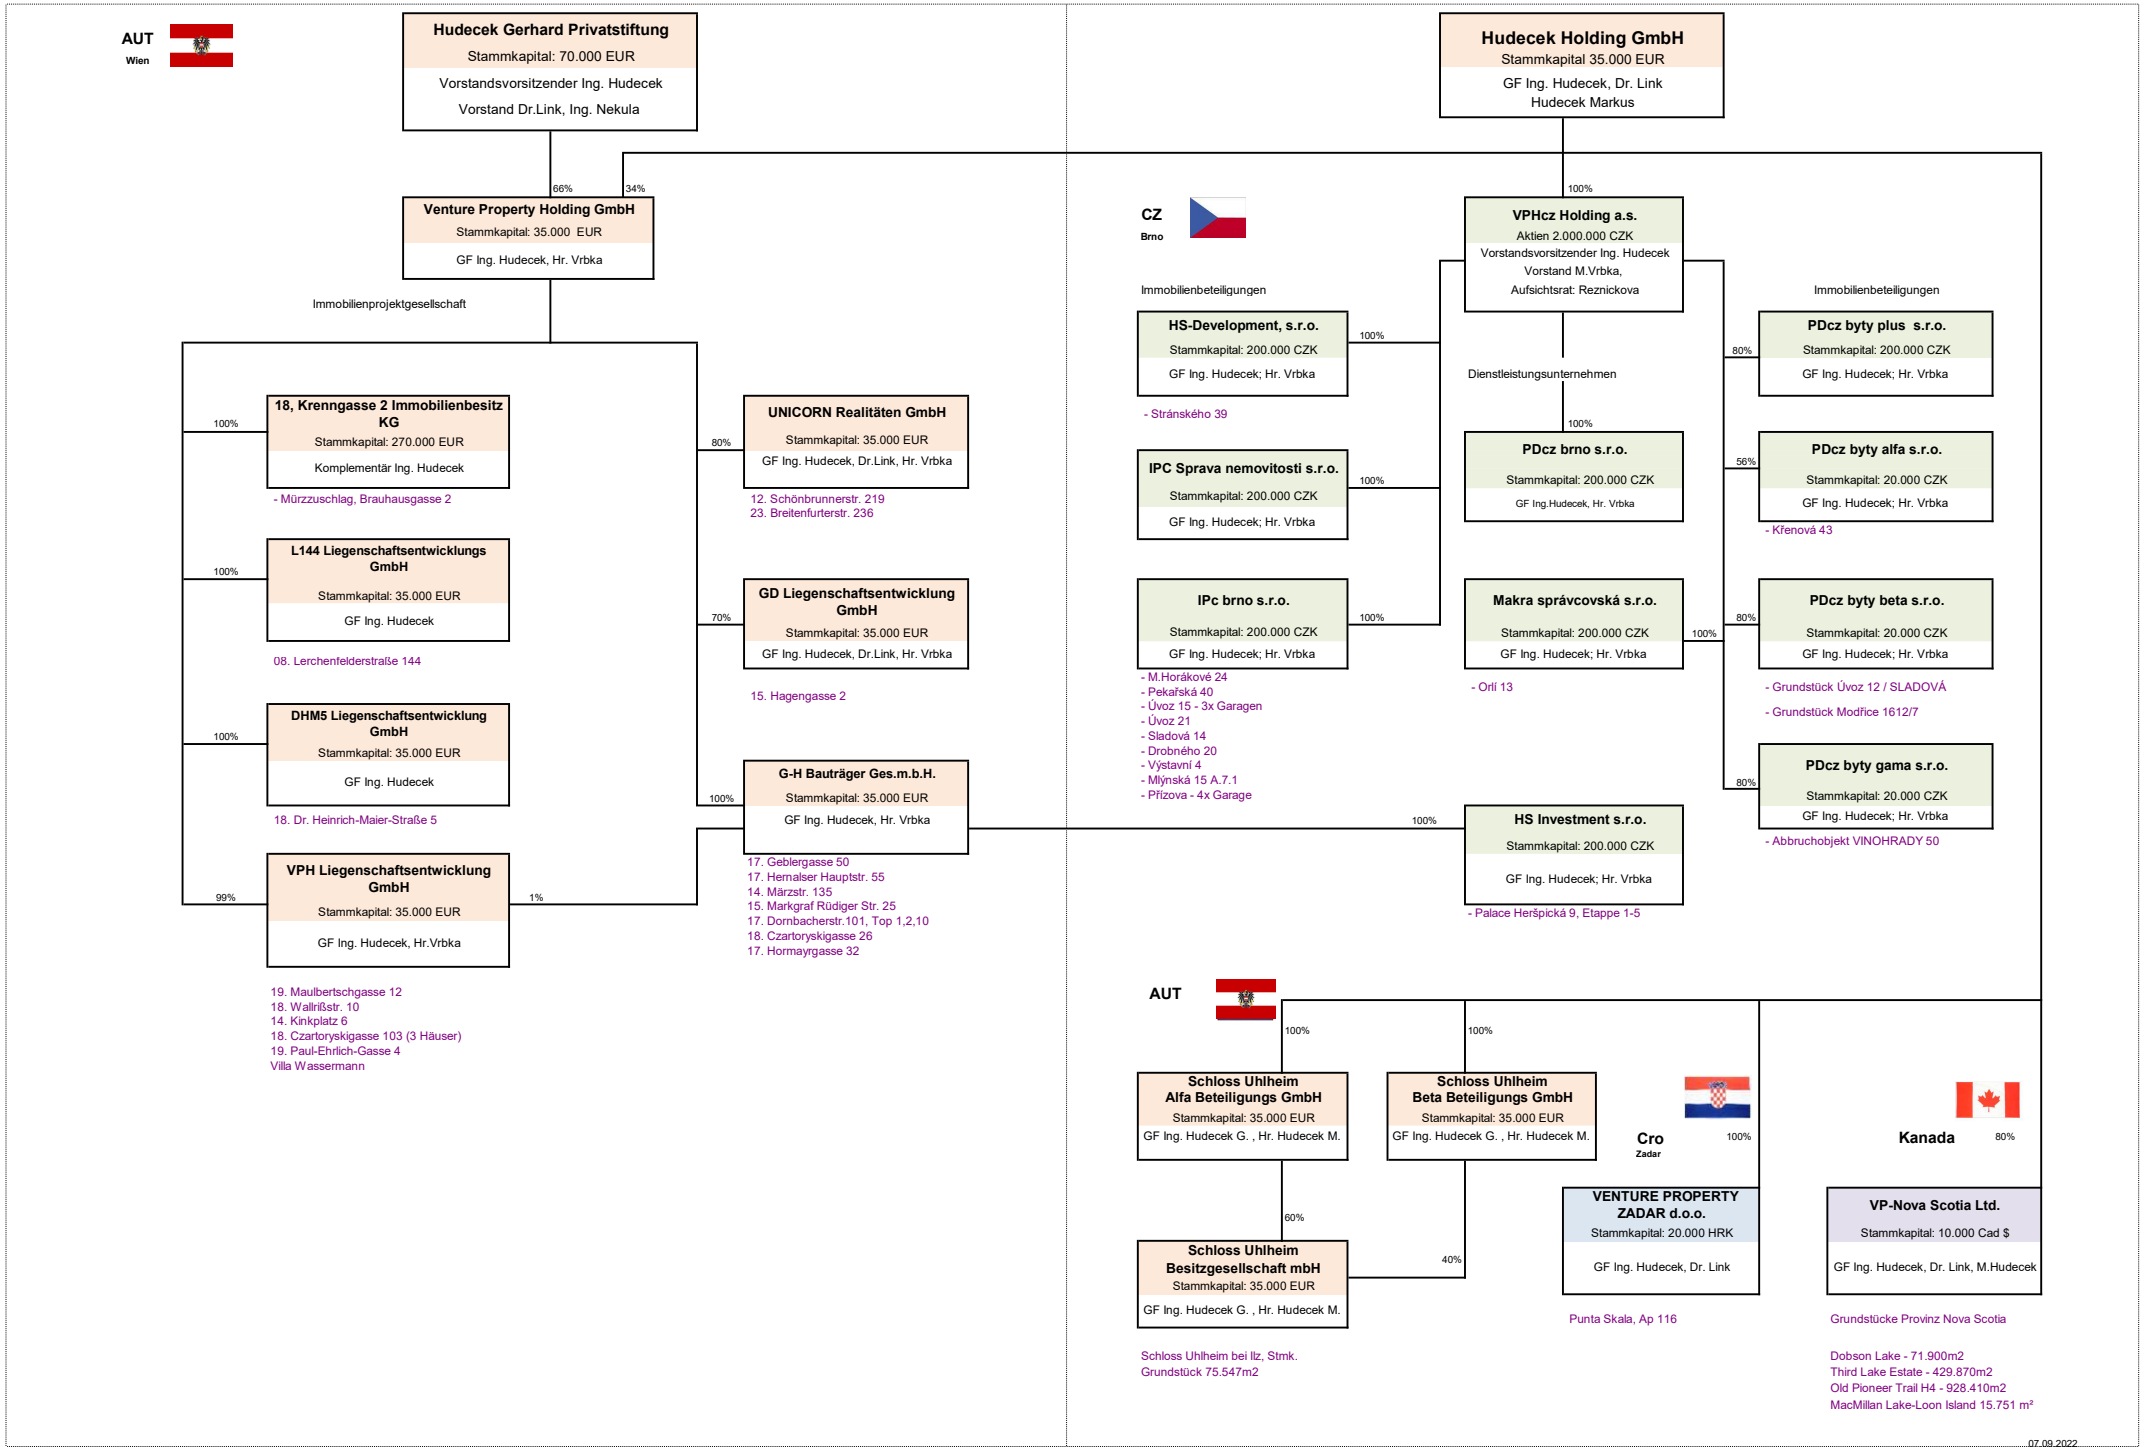 AUT
Wien
Hudecek Gerhard Privatstiftung
Stammkapital: 70.000 EUR
Vorstandsvorsitzender Ing. Hudecek
Vorstand Dr.Link, Ing. Nekula
Hudecek Holding GmbH
Stammkapital 35.000 EUR
GF Ing. Hudecek, Dr. Link
Hudecek Markus
66%
34%
Venture Property Holding GmbH
Stammkapital: 35.000 EUR
GF Ing. Hudecek, Hr. Vrbka
Immobilienprojektgesellschaft
100%
18, Krenngasse 2 Immobilienbesitz
KG
Stammkapital: 270.000 EUR
Komplementär Ing. Hudecek
- Mürzzuschlag, Brauhausgasse 2
100%
L144 Liegenschaftsentwicklungs
GmbH
Stammkapital: 35.000 EUR
GF Ing. Hudecek
08. Lerchenfelderstraße 144
100%
DHM5 Liegenschaftsentwicklung
GmbH
Stammkapital: 35.000 EUR
GF Ing. Hudecek
18. Dr. Heinrich-Maier-Straße 5
99%
VPH Liegenschaftsentwicklung
GmbH
Stammkapital: 35.000 EUR
GF Ing. Hudecek, Hr.Vrbka
1%
19. Maulbertschgasse 12
18. Wallrißstr. 10
14. Kinkplatz 6
18. Czartoryskigasse 103 (3 Häuser)
19. Paul-Ehrlich-Gasse 4
Villa Wassermann
80%
UNICORN Realitäten GmbH
Stammkapital: 35.000 EUR
GF Ing. Hudecek, Dr.Link, Hr. Vrbka
12. Schönbrunnerstr. 219
23. Breitenfurterstr. 236
70%
GD Liegenschaftsentwicklung
GmbH
Stammkapital: 35.000 EUR
GF Ing. Hudecek, Dr.Link, Hr. Vrbka
15. Hagengasse 2
100%
G-H Bauträger Ges.m.b.H.
Stammkapital: 35.000 EUR
GF Ing. Hudecek, Hr. Vrbka
17. Geblergasse 50
17. Hernalser Hauptstr. 55
14. Märzstr. 135
15. Markgraf Rüdiger Str. 25
17. Dornbacherstr.101, Top 1,2,10
18. Czartoryskigasse 26
17. Hormayrgasse 32
CZ
Brno
100%
VPHcz Holding a.s.
Aktien 2.000.000 CZK
Vorstandsvorsitzender Ing. Hudecek
Vorstand M.Vrbka,
Aufsichtsrat: Reznickova
Immobilienbeteiligungen
HS-Development, s.r.o.
Stammkapital: 200.000 CZK
GF Ing. Hudecek; Hr. Vrbka
100%
- Stránského 39
IPC Sprava nemovitosti s.r.o.
Stammkapital: 200.000 CZK
GF Ing. Hudecek; Hr. Vrbka
100%
IPc brno s.r.o.
Stammkapital: 200.000 CZK
GF Ing. Hudecek; Hr. Vrbka
100%
- M.Horákové 24
- Pekařská 40
- Úvoz 15 - 3x Garagen
- Úvoz 21
- Sladová 14
- Drobného 20
- Výstavní 4
- Mlýnská 15 A.7.1
- Přízova - 4x Garage
Dienstleistungsunternehmen
100%
PDcz brno s.r.o.
Stammkapital: 200.000 CZK
GF Ing.Hudecek, Hr. Vrbka
Makra správcovská s.r.o.
Stammkapital: 200.000 CZK
GF Ing. Hudecek; Hr. Vrbka
100%
- Orlí 13
100%
HS Investment s.r.o.
Stammkapital: 200.000 CZK
GF Ing. Hudecek; Hr. Vrbka
- Palace Heršpická 9, Etappe 1-5
Immobilienbeteiligungen
80%
PDcz byty plus s.r.o.
Stammkapital: 200.000 CZK
GF Ing. Hudecek; Hr. Vrbka
56%
PDcz byty alfa s.r.o.
Stammkapital: 20.000 CZK
GF Ing. Hudecek; Hr. Vrbka
- Křenová 43
80%
PDcz byty beta s.r.o.
Stammkapital: 20.000 CZK
GF Ing. Hudecek; Hr. Vrbka
- Grundstück Úvoz 12 / SLADOVÁ
- Grundstück Modřice 1612/7
80%
PDcz byty gama s.r.o.
Stammkapital: 20.000 CZK
GF Ing. Hudecek; Hr. Vrbka
- Abbruchobjekt VINOHRADY 50
AUT
100%
100%
Schloss Uhlheim
Alfa Beteiligungs GmbH
Stammkapital: 35.000 EUR
GF Ing. Hudecek G. , Hr. Hudecek M.
Schloss Uhlheim
Beta Beteiligungs GmbH
Stammkapital: 35.000 EUR
GF Ing. Hudecek G. , Hr. Hudecek M.
60%
40%
Schloss Uhlheim
Besitzgesellschaft mbH
Stammkapital: 35.000 EUR
GF Ing. Hudecek G. , Hr. Hudecek M.
Schloss Uhlheim bei Ilz, Stmk.
Grundstück 75.547m2
Cro
Zadar
100%
VENTURE PROPERTY
ZADAR d.o.o.
Stammkapital: 20.000 HRK
GF Ing. Hudecek, Dr. Link
Punta Skala, Ap 116
Kanada
80%
VP-Nova Scotia Ltd.
Stammkapital: 10.000 Cad $
GF Ing. Hudecek, Dr. Link, M.Hudecek
Grundstücke Provinz Nova Scotia
Dobson Lake - 71.900m2
Third Lake Estate - 429.870m2
Old Pioneer Trail H4 - 928.410m2
MacMillan Lake-Loon Island 15.751 m²
07.09.2022